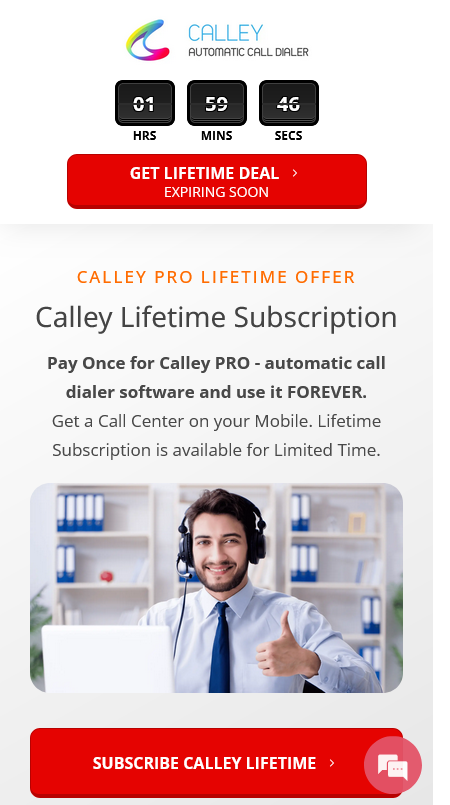 CALLEY
AUTOMATIC CALL DIALER
01 59 46
HRS MINS SECS
GET LIFETIME DEAL
EXPIRING SOON
CALLEY PRO LIFETIME OFFER
Calley Lifetime Subscription
Pay Once for Calley PRO - automatic call
dialer software and use it FOREVER.
Get a Call Center on your Mobile. Lifetime
Subscription is available for Limited Time.
SUBSCRIBE CALLEY LIFETIME